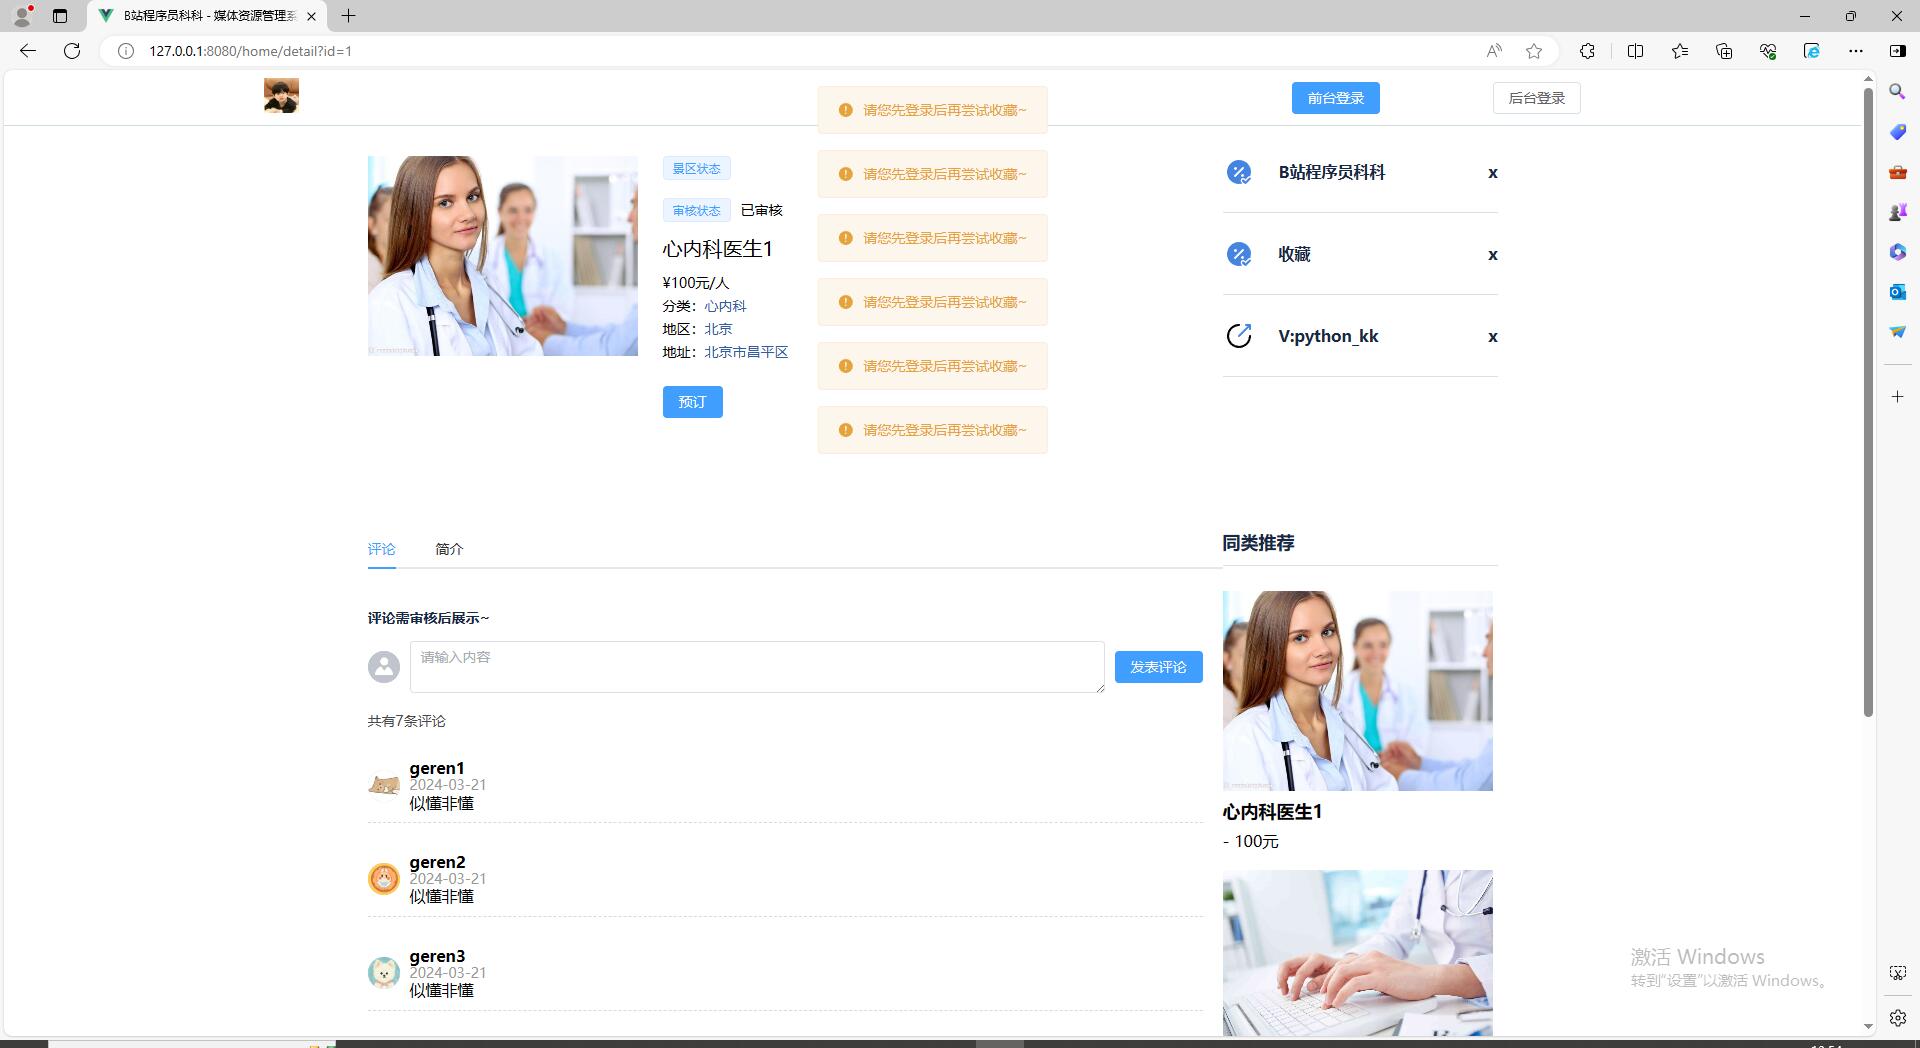 B站程序员科科 - 媒体资源管理系
127.0.0.1:8080/home/detail?id=1
前台登录
后台登录
请您先登录后再尝试收藏~
请您先登录后再尝试收藏~
请您先登录后再尝试收藏~
请您先登录后再尝试收藏~
请您先登录后再尝试收藏~
请您先登录后再尝试收藏~
景区状态
审核状态 已审核
心内科医生1
¥100元/人
分类：心内科
地区：北京
地址：北京市昌平区
预订
B站程序员科科 x
收藏 x
V:python_kk x
评论 简介
评论需审核后展示~
请输入内容
发表评论
共有7条评论
geren1
2024-03-21
似懂非懂
geren2
2024-03-21
似懂非懂
geren3
2024-03-21
似懂非懂
同类推荐
心内科医生1
- 100元
激活 Windows
转到"设置"以激活 Windows。